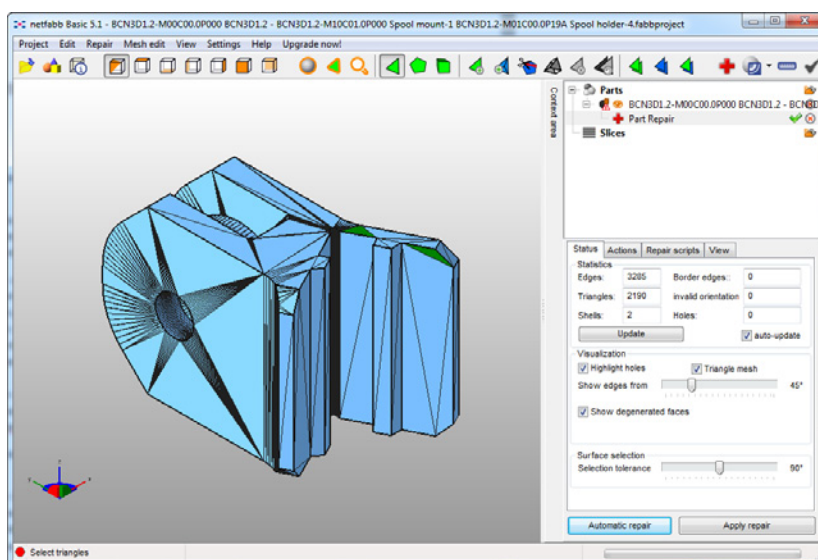 netfabb Basic 5.1 - BCN3D1.2-M00C00.0P000 BCN3D1.2 - BCN3D1.2-M10C01.0P000 Spool mount-1 BCN3D1.2-M01C00.0P19A Spool holder-4.fabbproject
Project Edit Repair Mesh edit View Settings Help Upgrade now!
Context area
Parts
BCN3D1.2-M00C00.0P000 BCN3D1.2 - BCN3D
Part Repair
Slices
Status Actions Repair scripts View
Statistics
Edges: 3285 Border edges:: 0
Triangles: 2190 invalid orientation 0
Shells: 2 Holes: 0
Update auto-update
Visualization
Highlight holes Triangle mesh
Show edges from 45°
Show degenerated faces
Surface selection
Selection tolerance 90°
Automatic repair Apply repair
Select triangles